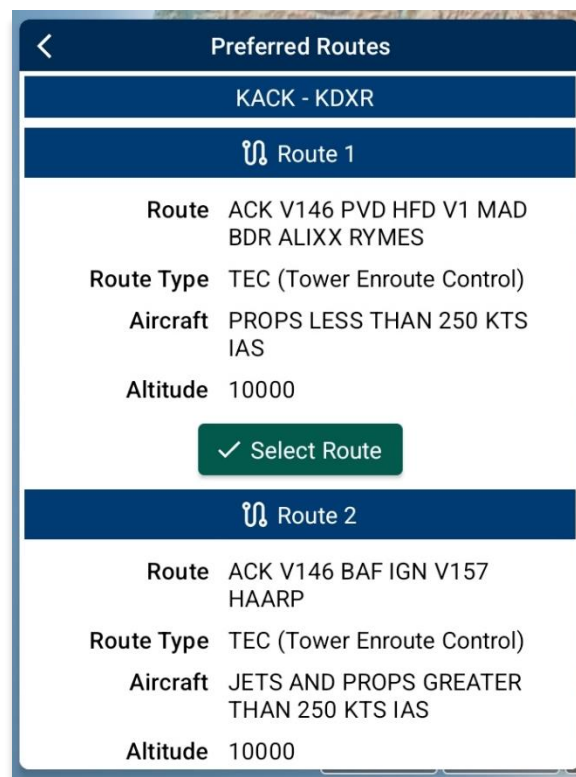 Preferred Routes
KACK - KDXR
Route 1
Route ACK V146 PVD HFD V1 MAD
BDR ALIXX RYMES
Route Type TEC (Tower Enroute Control)
Aircraft PROPS LESS THAN 250 KTS
IAS
Altitude 10000
Select Route
Route 2
Route ACK V146 BAF IGN V157
HAARP
Route Type TEC (Tower Enroute Control)
Aircraft JETS AND PROPS GREATER
THAN 250 KTS IAS
Altitude 10000